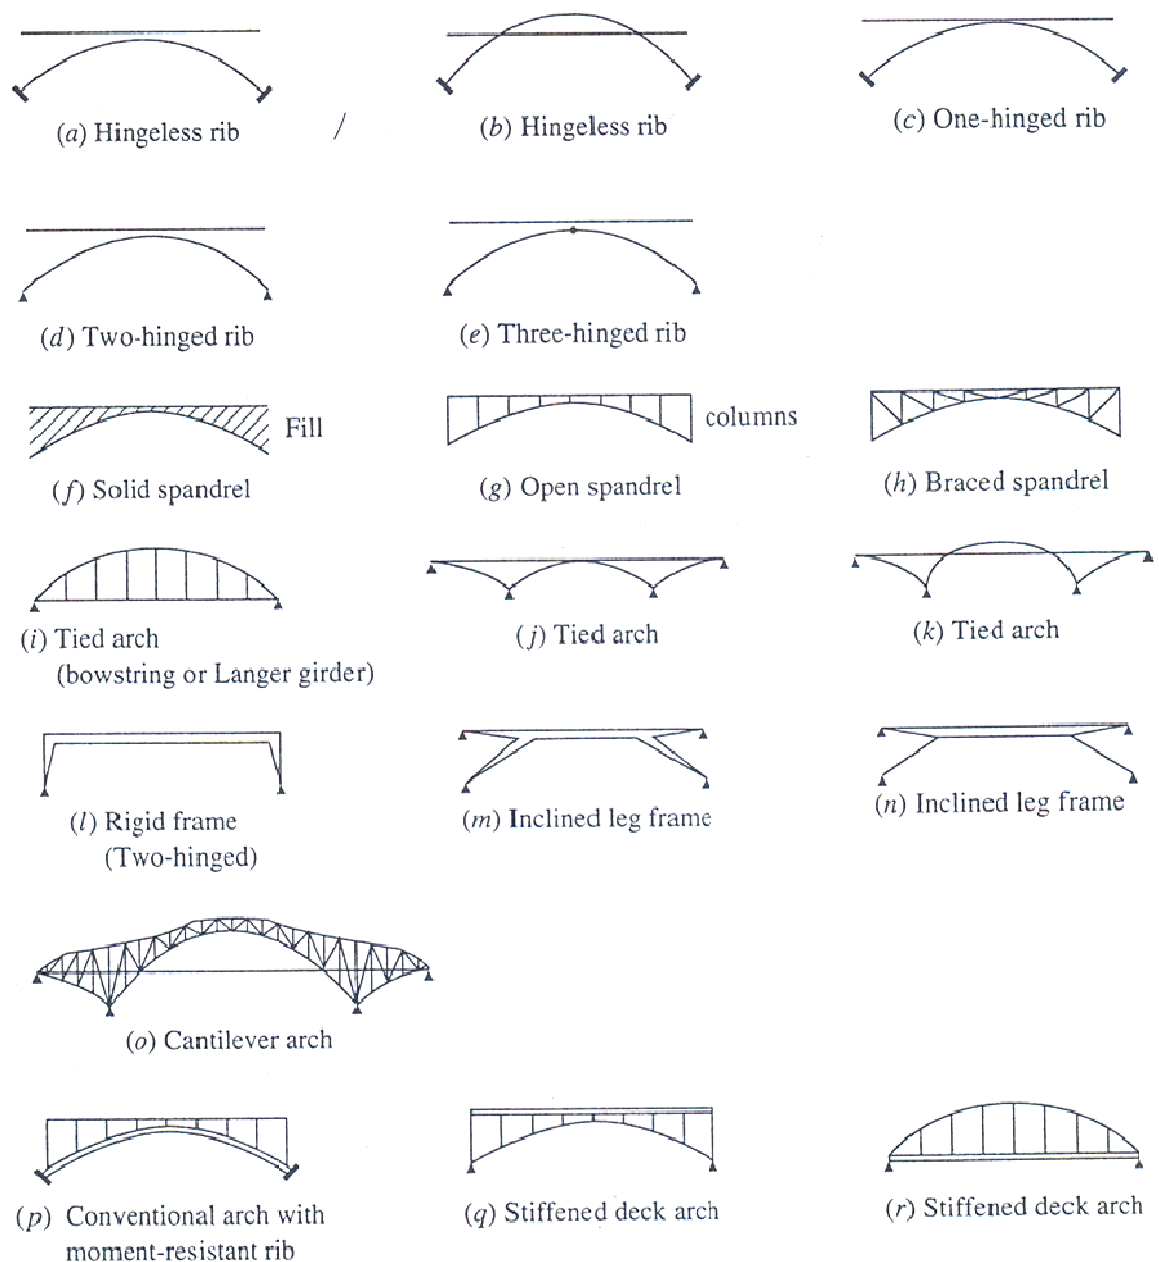 (a) Hingeless rib
/
(b) Hingeless rib
(c) One-hinged rib
(d) Two-hinged rib
(e) Three-hinged rib
Fill
(f) Solid spandrel
columns
(g) Open spandrel
(h) Braced spandrel
(i) Tied arch
(bowstring or Langer girder)
(j) Tied arch
(k) Tied arch
(l) Rigid frame
(Two-hinged)
(m) Inclined leg frame
(n) Inclined leg frame
(o) Cantilever arch
(p) Conventional arch with
moment-resistant rib
(q) Stiffened deck arch
(r) Stiffened deck arch